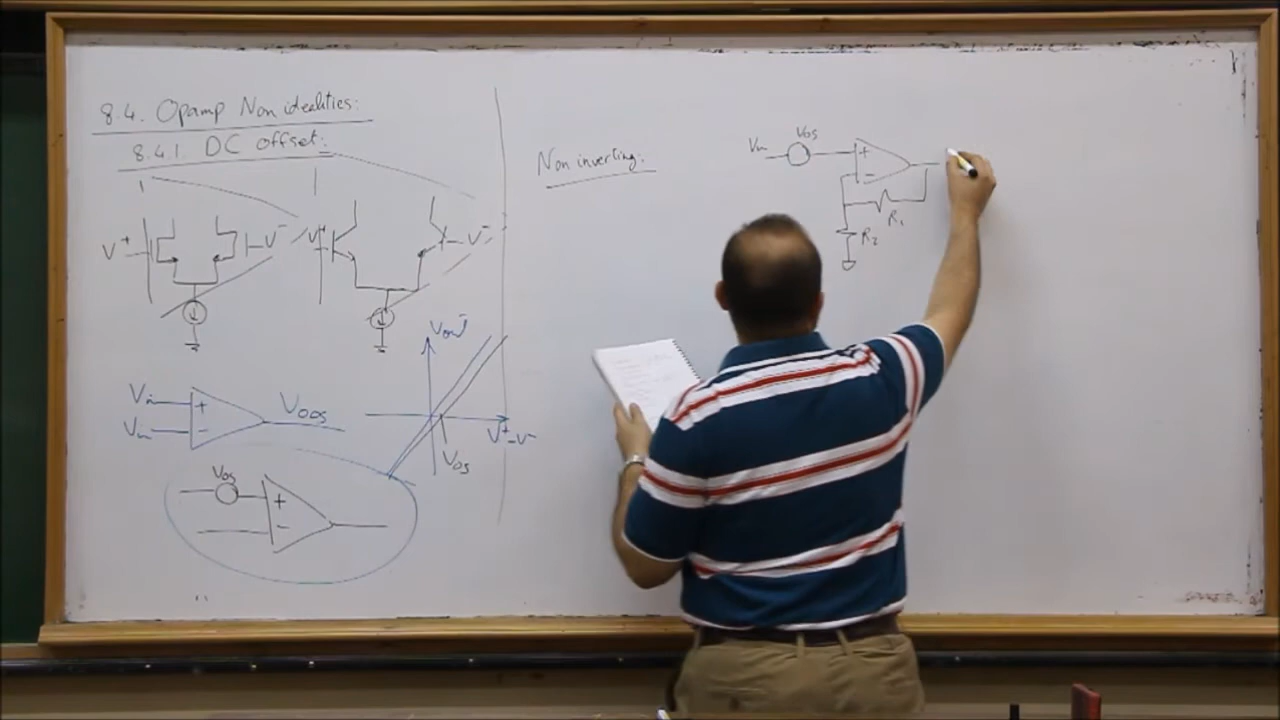 8.4. Opamp Non idealities:
8.4.1. DC offset:
V+
V-
V+
V-
Vout
V+-V-
Vos
Vin
Vin
+
-
Voos
Vos
+
-
Non inverting:
Vin
Vos
+
-
R1
R2